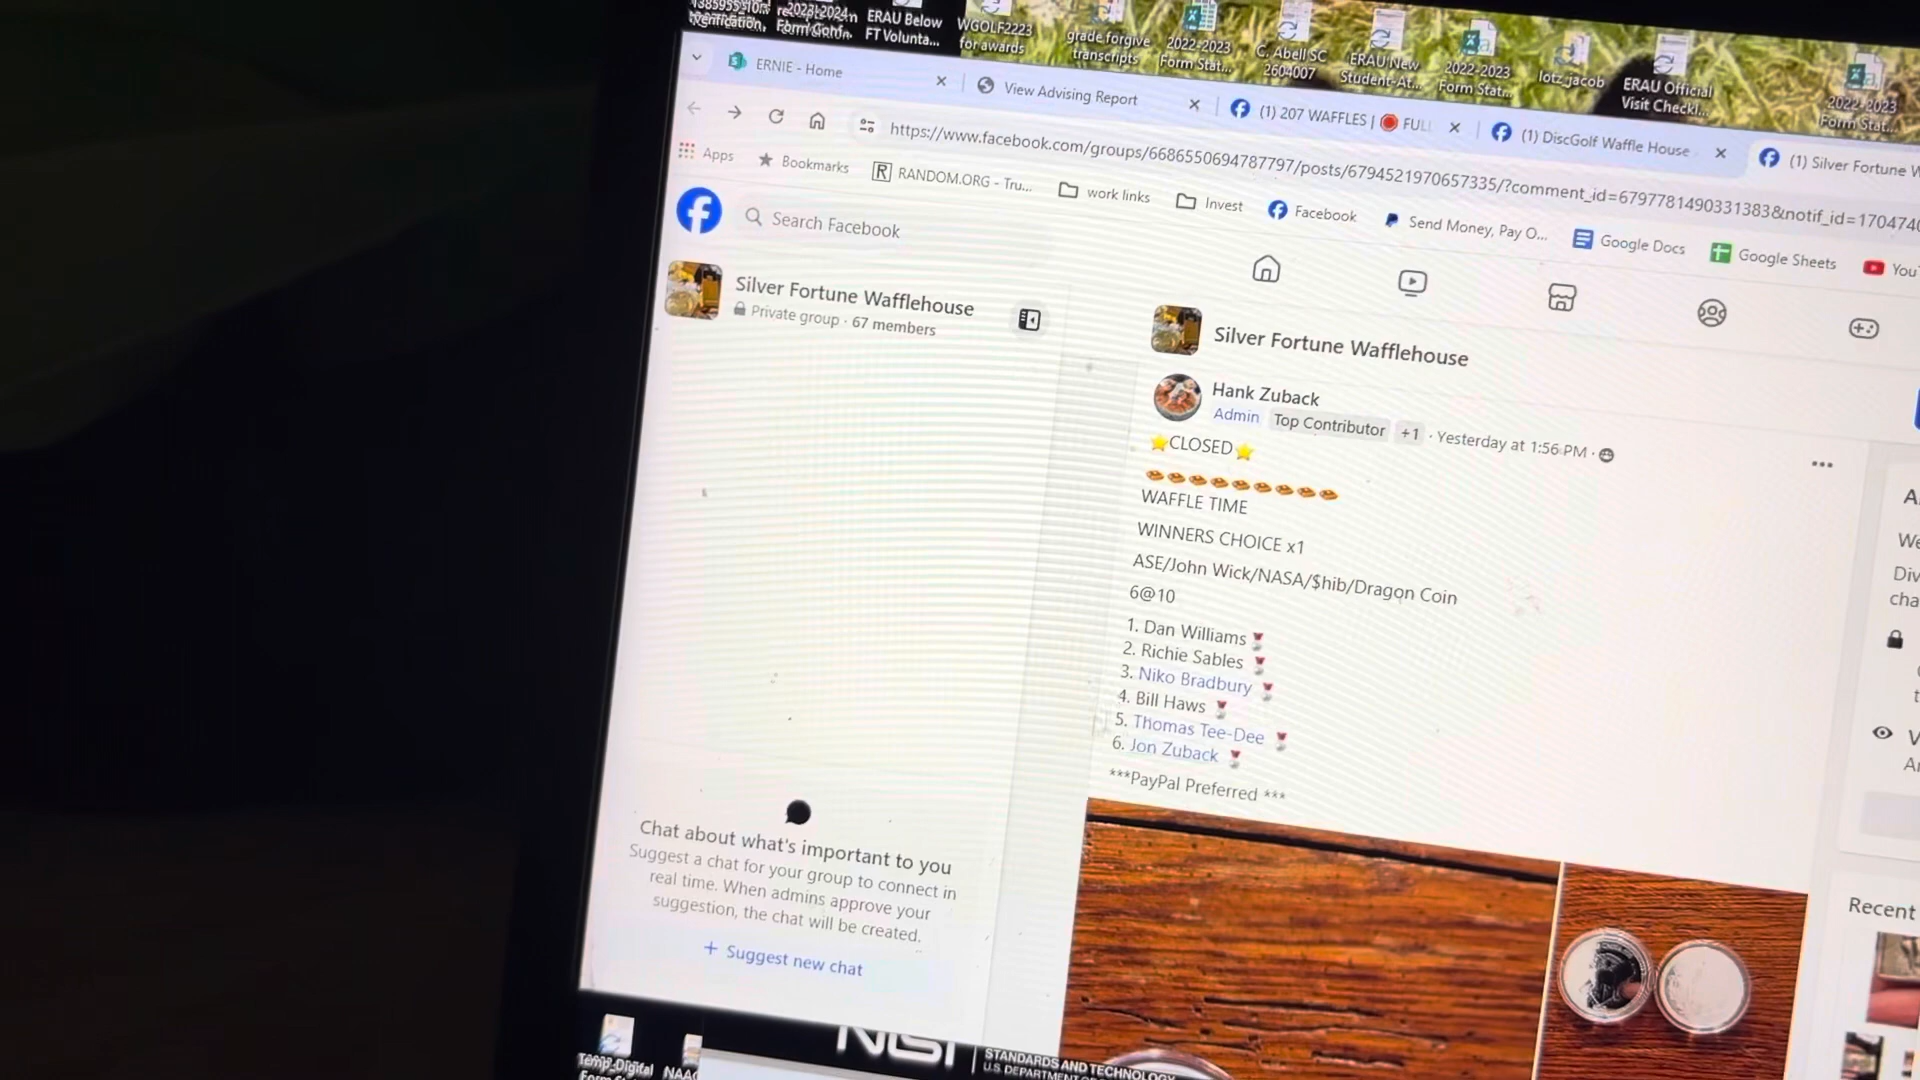 verification.
2023-2024
ERAU Below
FT Volunta...
WGOLF2223
for awards
grade forgive
transcripts
2022-2023
Form Stat...
C. Abell SC
2604007
ERAU New
Student-At...
2022-2023
Form Stat...
lotz_jacob
ERAU Official
Visit Checkl...
2022-2023
Form Stat...
ERNIE - Home
View Advising Report
(1) 207 WAFFLES | 🛑 FULL
(1) DiscGolf Waffle House
(1) Silver Fortune W
https://www.facebook.com/groups/6686550694787797/posts/6794521970657335/?comment_id=6797781490331383&notif_id=1704740
Apps
Bookmarks
RANDOM.ORG - Tru...
work links
Invest
Facebook
Send Money, Pay O...
Google Docs
Google Sheets
You
Search Facebook
Silver Fortune Wafflehouse
Private group · 67 members
Silver Fortune Wafflehouse
Hank Zuback
Admin Top Contributor +1 · Yesterday at 1:56 PM ·
⭐CLOSED⭐
🧇🧇🧇🧇🧇🧇🧇🧇🧇
WAFFLE TIME
WINNERS CHOICE x1
ASE/John Wick/NASA/$hib/Dragon Coin
6@10
1. Dan Williams
2. Richie Sables
3. Niko Bradbury
4. Bill Haws
5. Thomas Tee-Dee
6. Jon Zuback
***PayPal Preferred ***
Chat about what's important to you
Suggest a chat for your group to connect in
real time. When admins approve your
suggestion, the chat will be created.
+ Suggest new chat
Recent
STANDARDS AND TECHNOLOGY